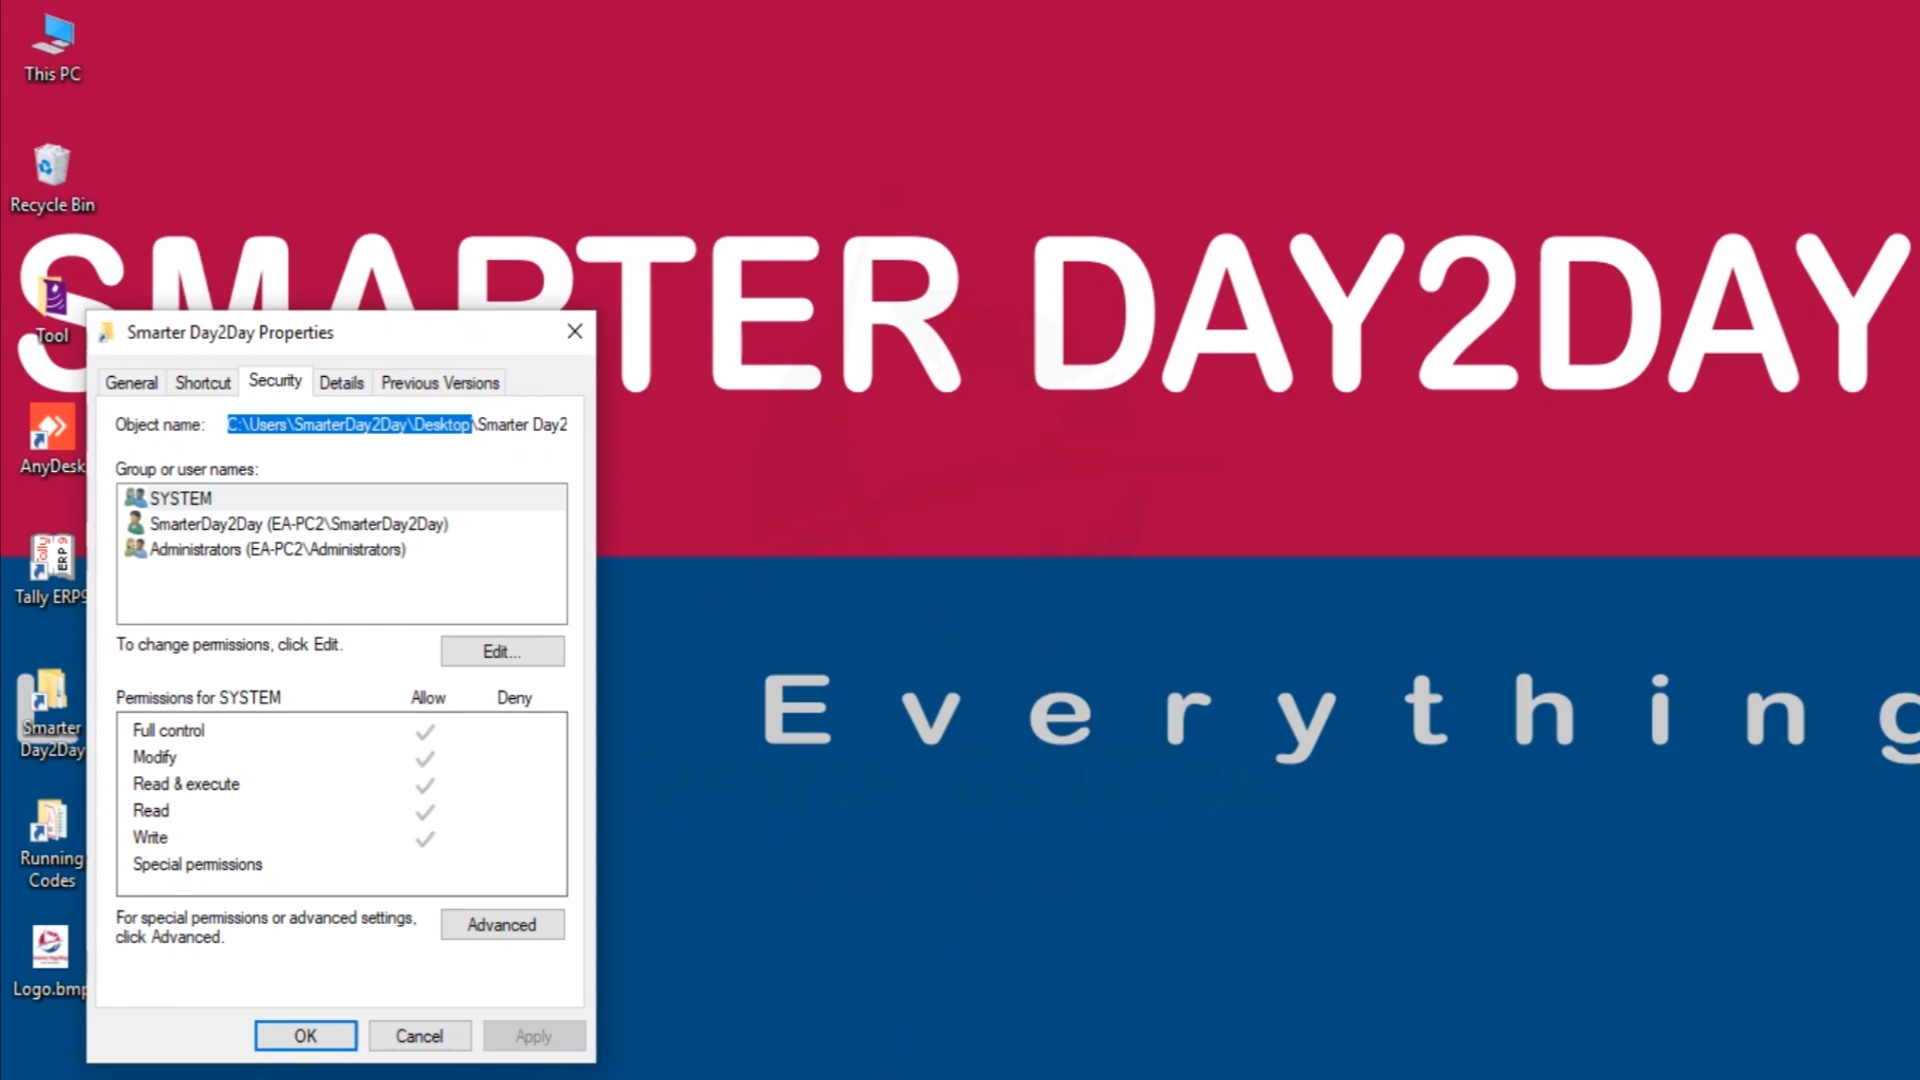 This PC
Recycle Bin
Tool
AnyDesk
Tally ERP9
Smarter
Day2Day
Running
Codes
Logo.bmp
SMARTER DAY2DAY
Everything
Smarter Day2Day Properties
General Shortcut Security Details Previous Versions
Object name: C:\Users\SmarterDay2Day\Desktop\Smarter Day2
Group or user names:
SYSTEM
SmarterDay2Day (EA-PC2\SmarterDay2Day)
Administrators (EA-PC2\Administrators)
To change permissions, click Edit.
Edit...
Permissions for SYSTEM Allow Deny
Full control
Modify
Read & execute
Read
Write
Special permissions
For special permissions or advanced settings,
click Advanced.
Advanced
OK Cancel Apply